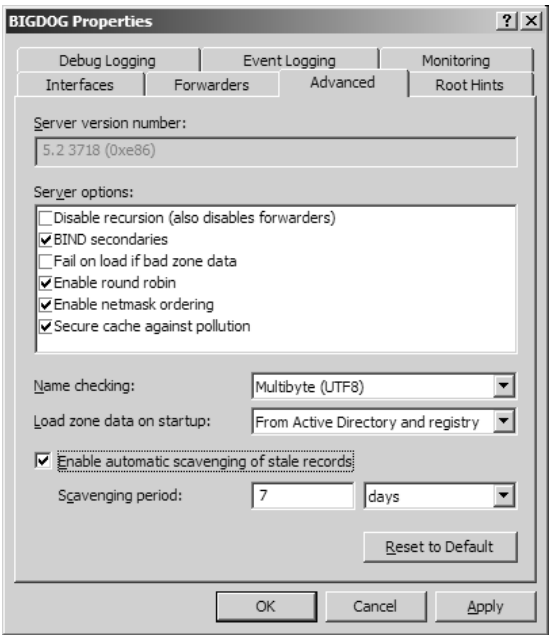 BIGDOG Properties
Debug Logging Event Logging Monitoring
Interfaces Forwarders Advanced Root Hints
Server version number:
5.2 3718 (0xe86)
Server options:
Disable recursion (also disables forwarders)
BIND secondaries
Fail on load if bad zone data
Enable round robin
Enable netmask ordering
Secure cache against pollution
Name checking: Multibyte (UTF8)
Load zone data on startup: From Active Directory and registry
Enable automatic scavenging of stale records
Scavenging period: 7 days
Reset to Default
OK Cancel Apply